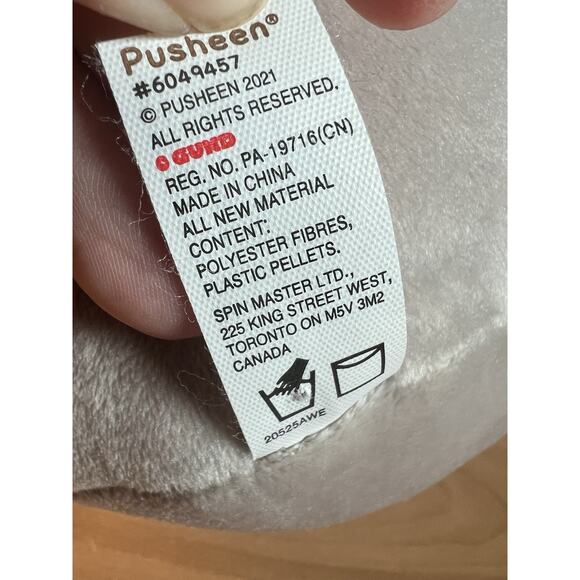 Pusheen®
#6049457
© PUSHEEN 2021
ALL RIGHTS RESERVED.
GUND
REG. NO. PA-19716(CN)
MADE IN CHINA
ALL NEW MATERIAL
CONTENT:
POLYESTER FIBRES,
PLASTIC PELLETS.
SPIN MASTER LTD.,
225 KING STREET WEST,
TORONTO ON M5V 3M2
CANADA
20525AWE